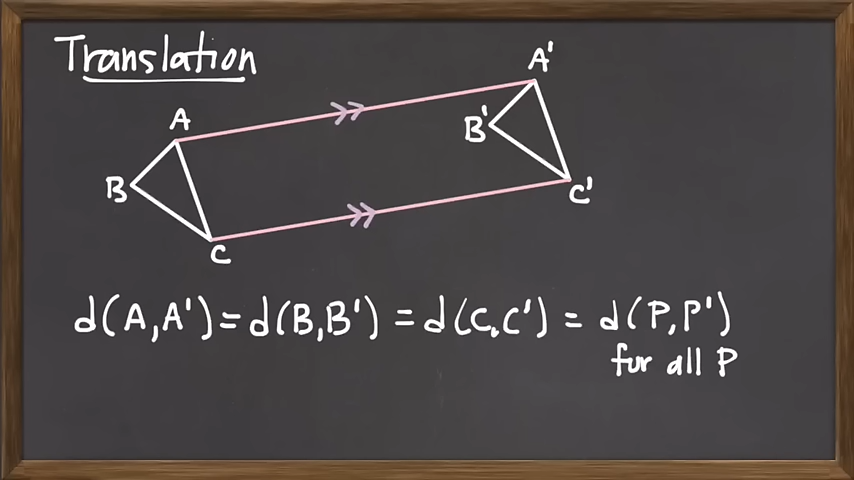 Translation
A'
A
B'
B
C'
C
d(A,A') = d(B,B') = d(C,C') = d(P,P')
for all P